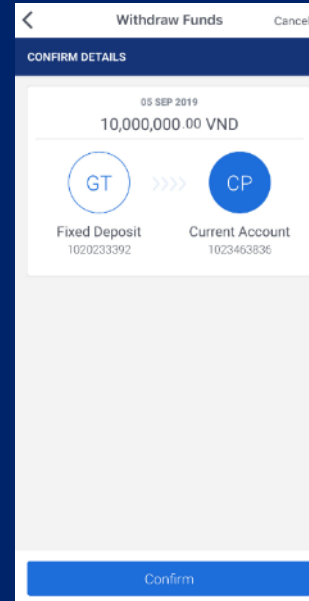 Withdraw Funds Cancel
CONFIRM DETAILS
05 SEP 2019
10,000,000.00 VND
GT CP
Fixed Deposit Current Account
1020233392 1023463836
Confirm